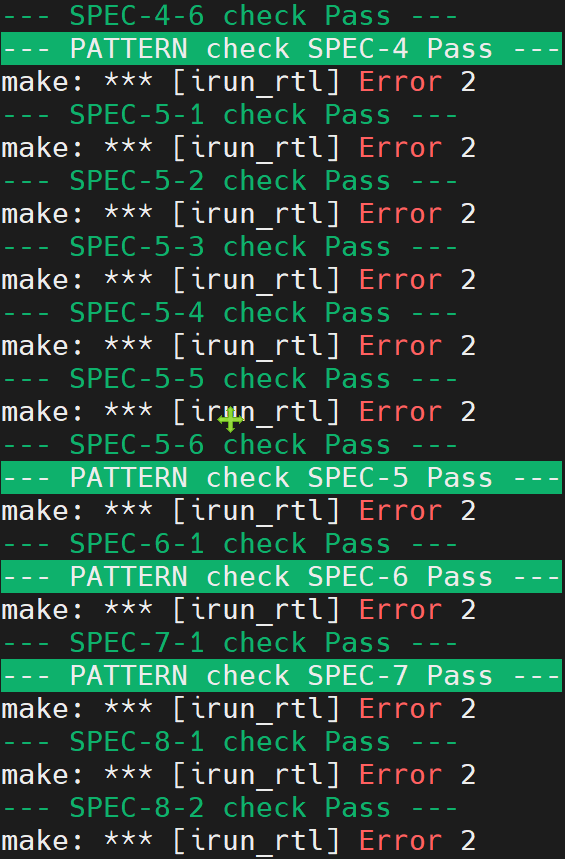 --- SPEC-4-6 check Pass ---
--- PATTERN check SPEC-4 Pass ---
make: *** [irun_rtl] Error 2
--- SPEC-5-1 check Pass ---
make: *** [irun_rtl] Error 2
--- SPEC-5-2 check Pass ---
make: *** [irun_rtl] Error 2
--- SPEC-5-3 check Pass ---
make: *** [irun_rtl] Error 2
--- SPEC-5-4 check Pass ---
make: *** [irun_rtl] Error 2
--- SPEC-5-5 check Pass ---
make: *** [irun_rtl] Error 2
--- SPEC-5-6 check Pass ---
--- PATTERN check SPEC-5 Pass ---
make: *** [irun_rtl] Error 2
--- SPEC-6-1 check Pass ---
--- PATTERN check SPEC-6 Pass ---
make: *** [irun_rtl] Error 2
--- SPEC-7-1 check Pass ---
--- PATTERN check SPEC-7 Pass ---
make: *** [irun_rtl] Error 2
--- SPEC-8-1 check Pass ---
make: *** [irun_rtl] Error 2
--- SPEC-8-2 check Pass ---
make: *** [irun_rtl] Error 2